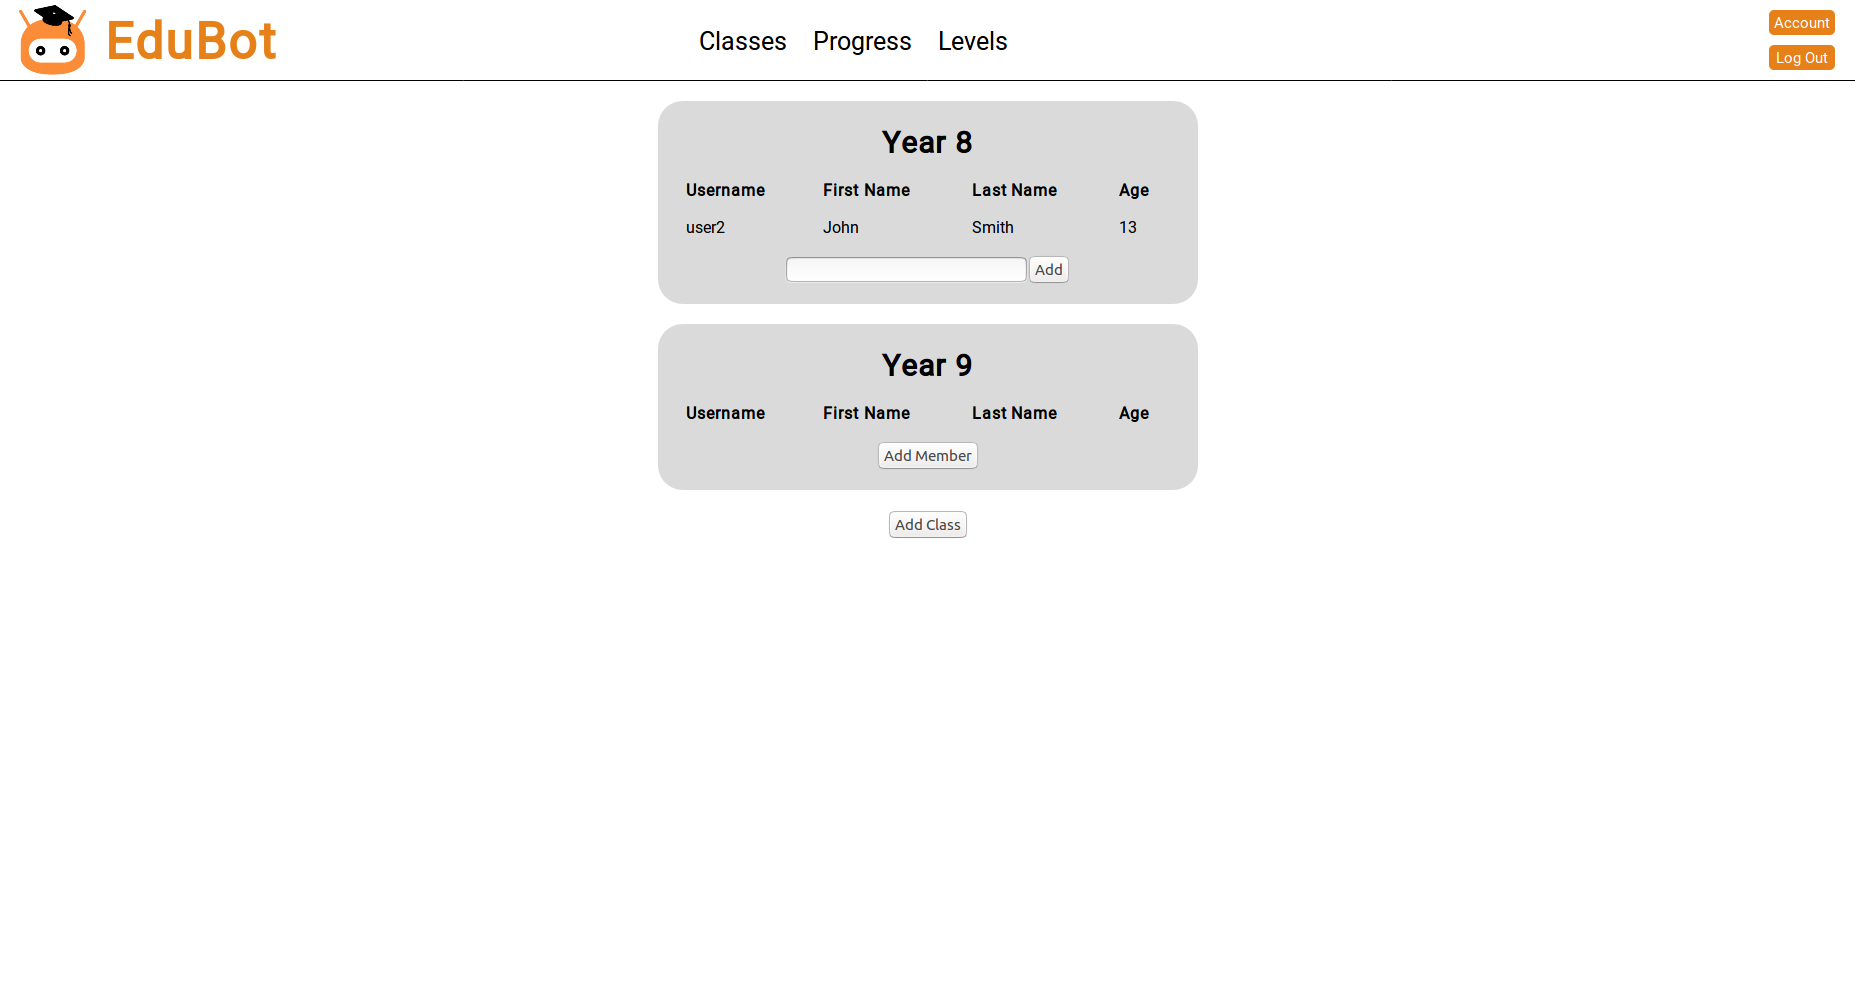 EduBot
Classes Progress Levels
Account
Log Out
Year 8
Username First Name Last Name Age
user2 John Smith 13
Add
Year 9
Username First Name Last Name Age
Add Member
Add Class